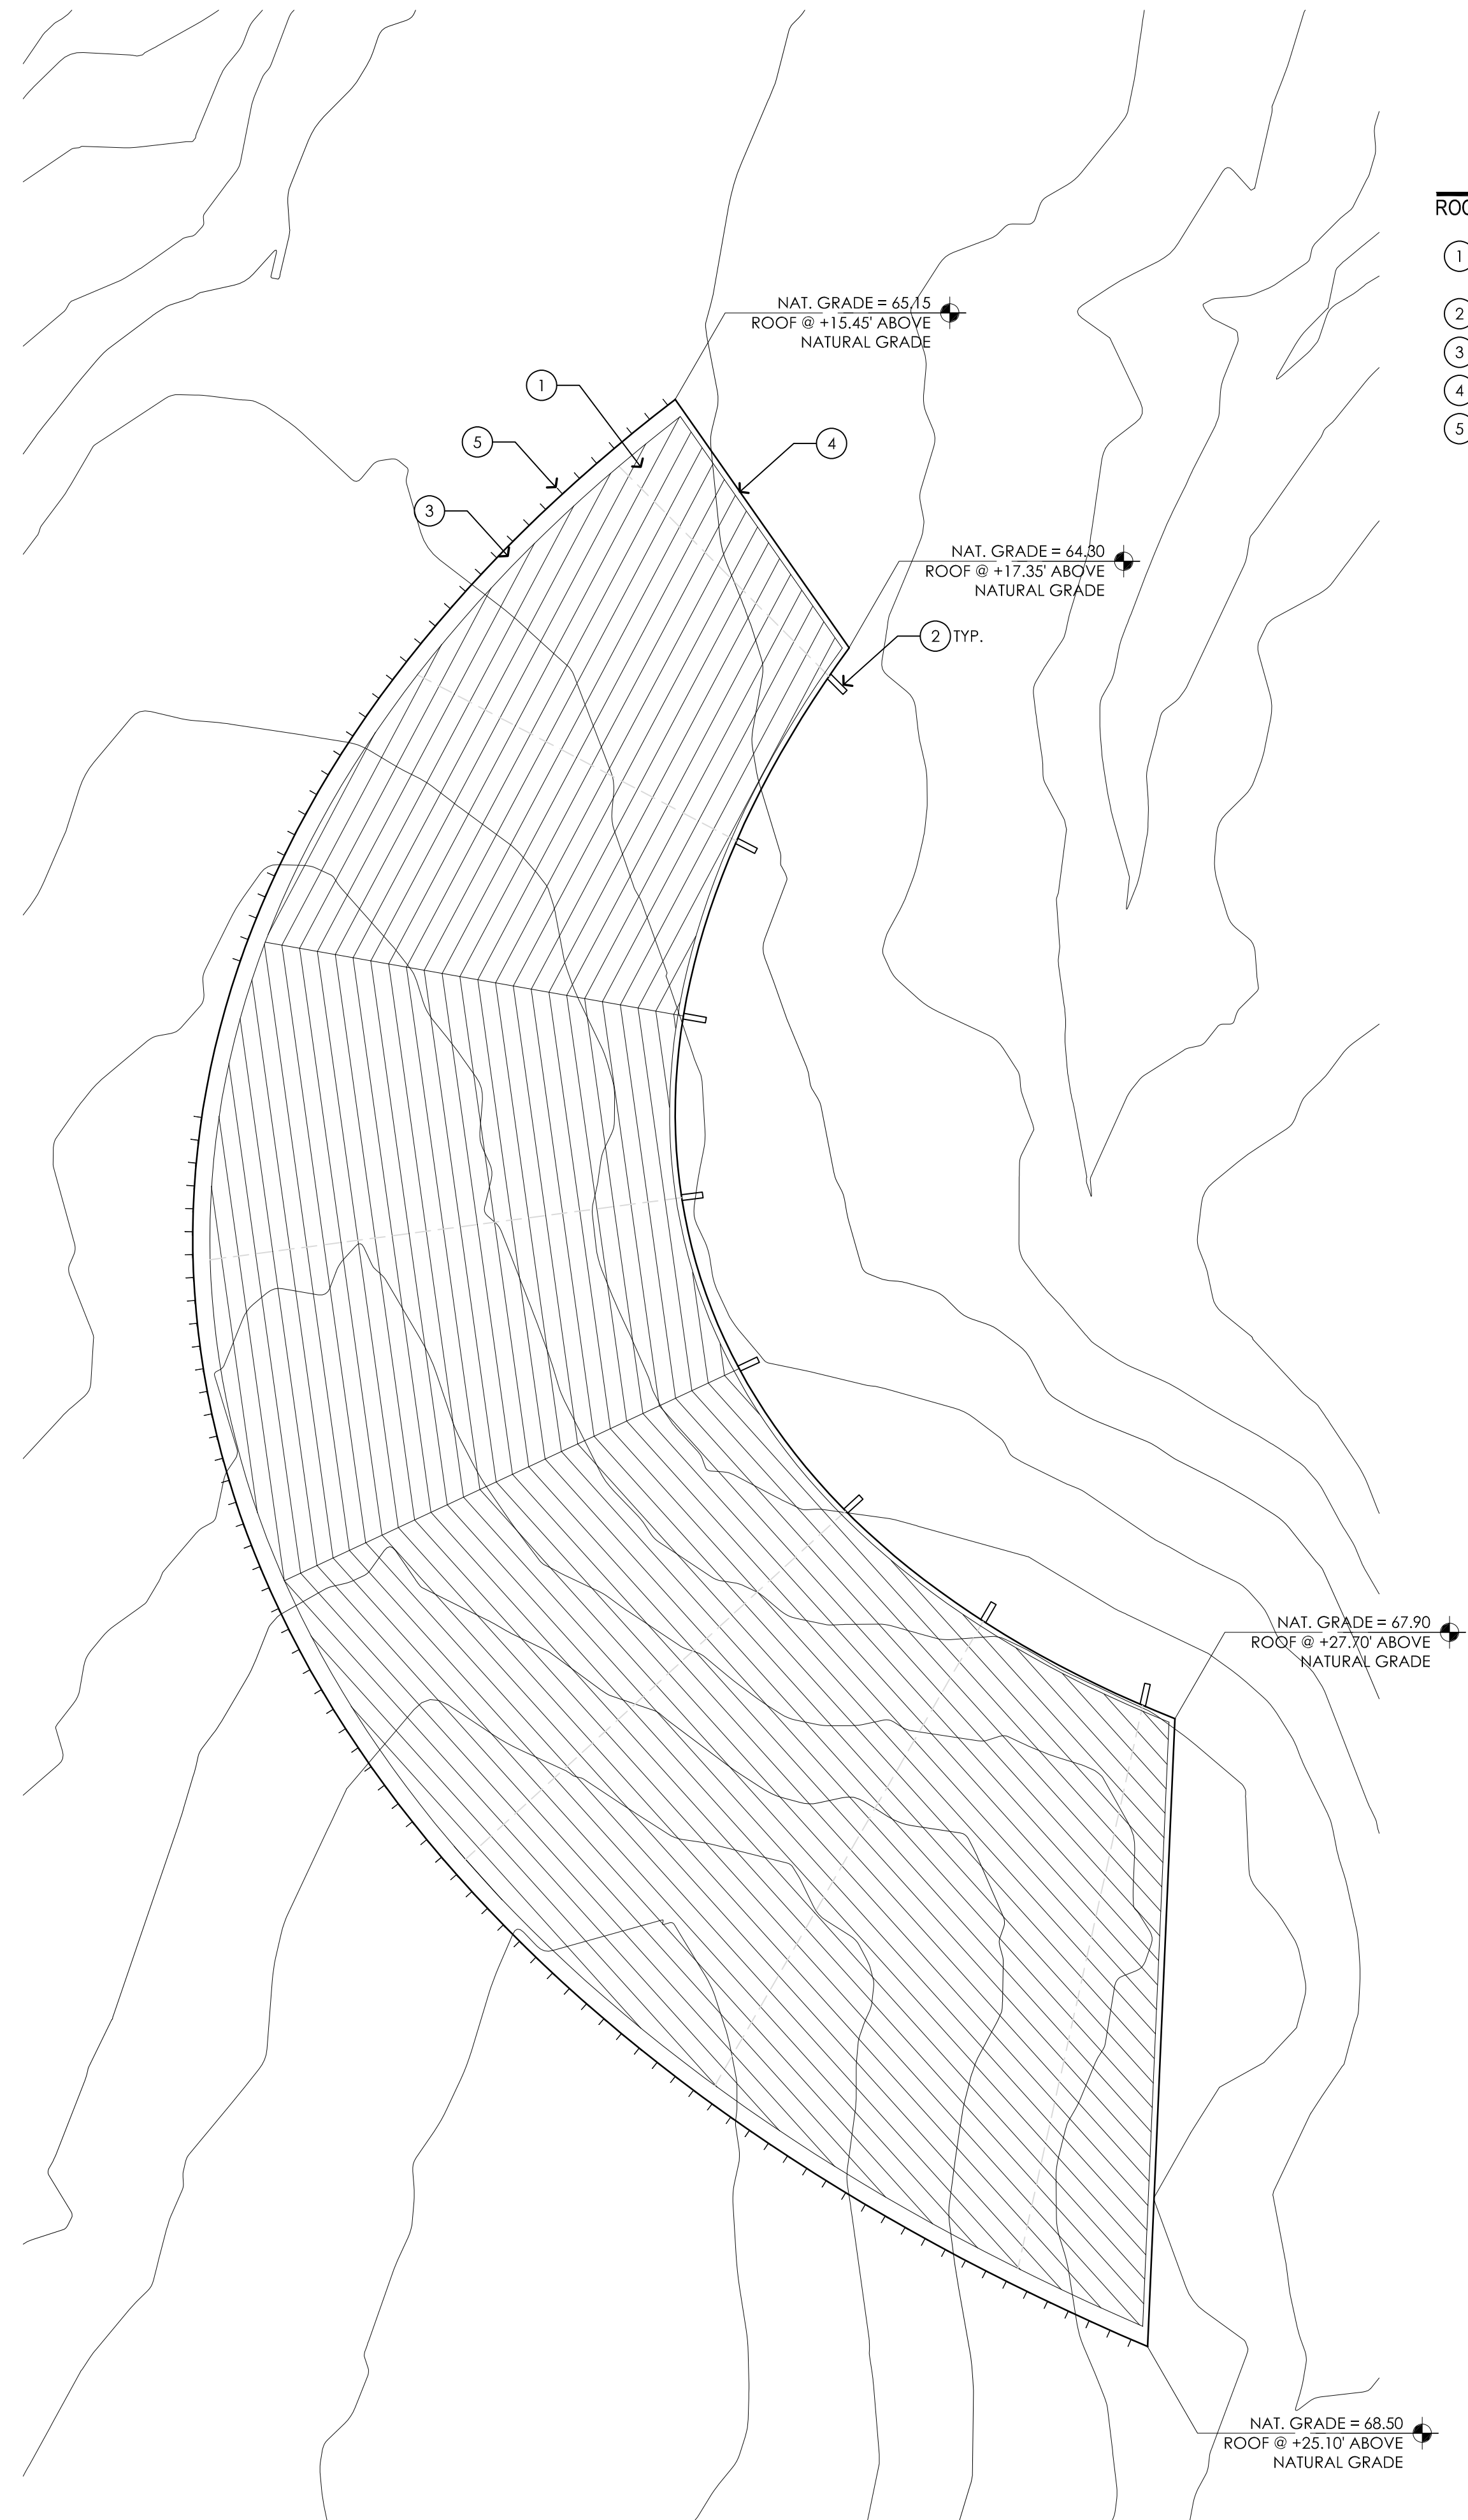 ROO
1
2
3
4
5
NAT. GRADE = 65.15
ROOF @ +15.45' ABOVE
NATURAL GRADE
1
5
4
3
NAT. GRADE = 64.30
ROOF @ +17.35' ABOVE
NATURAL GRADE
2 TYP.
NAT. GRADE = 67.90
ROOF @ +27.70' ABOVE
NATURAL GRADE
NAT. GRADE = 68.50
ROOF @ +25.10' ABOVE
NATURAL GRADE